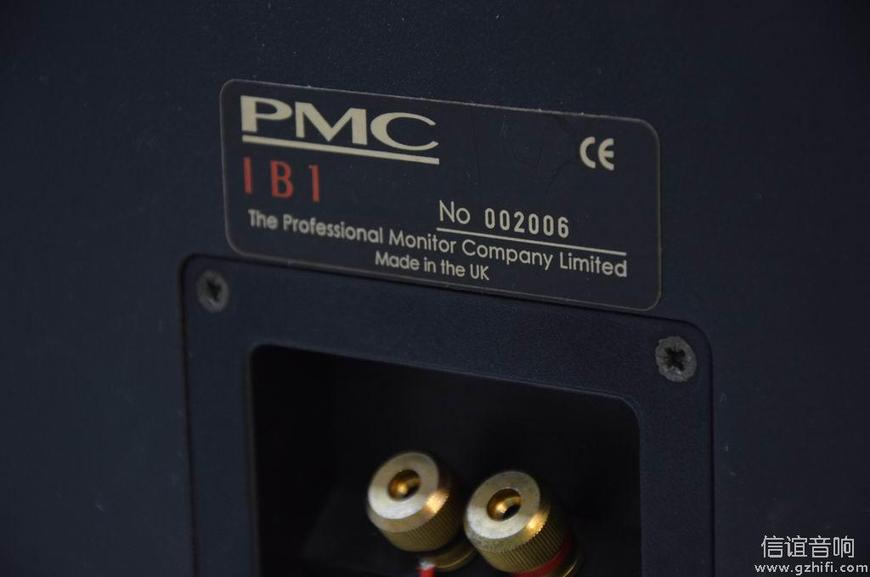 PMC
CE
IB1
No 002006
The Professional Monitor Company Limited
Made in the UK
信谊音响
www.gzhifi.com